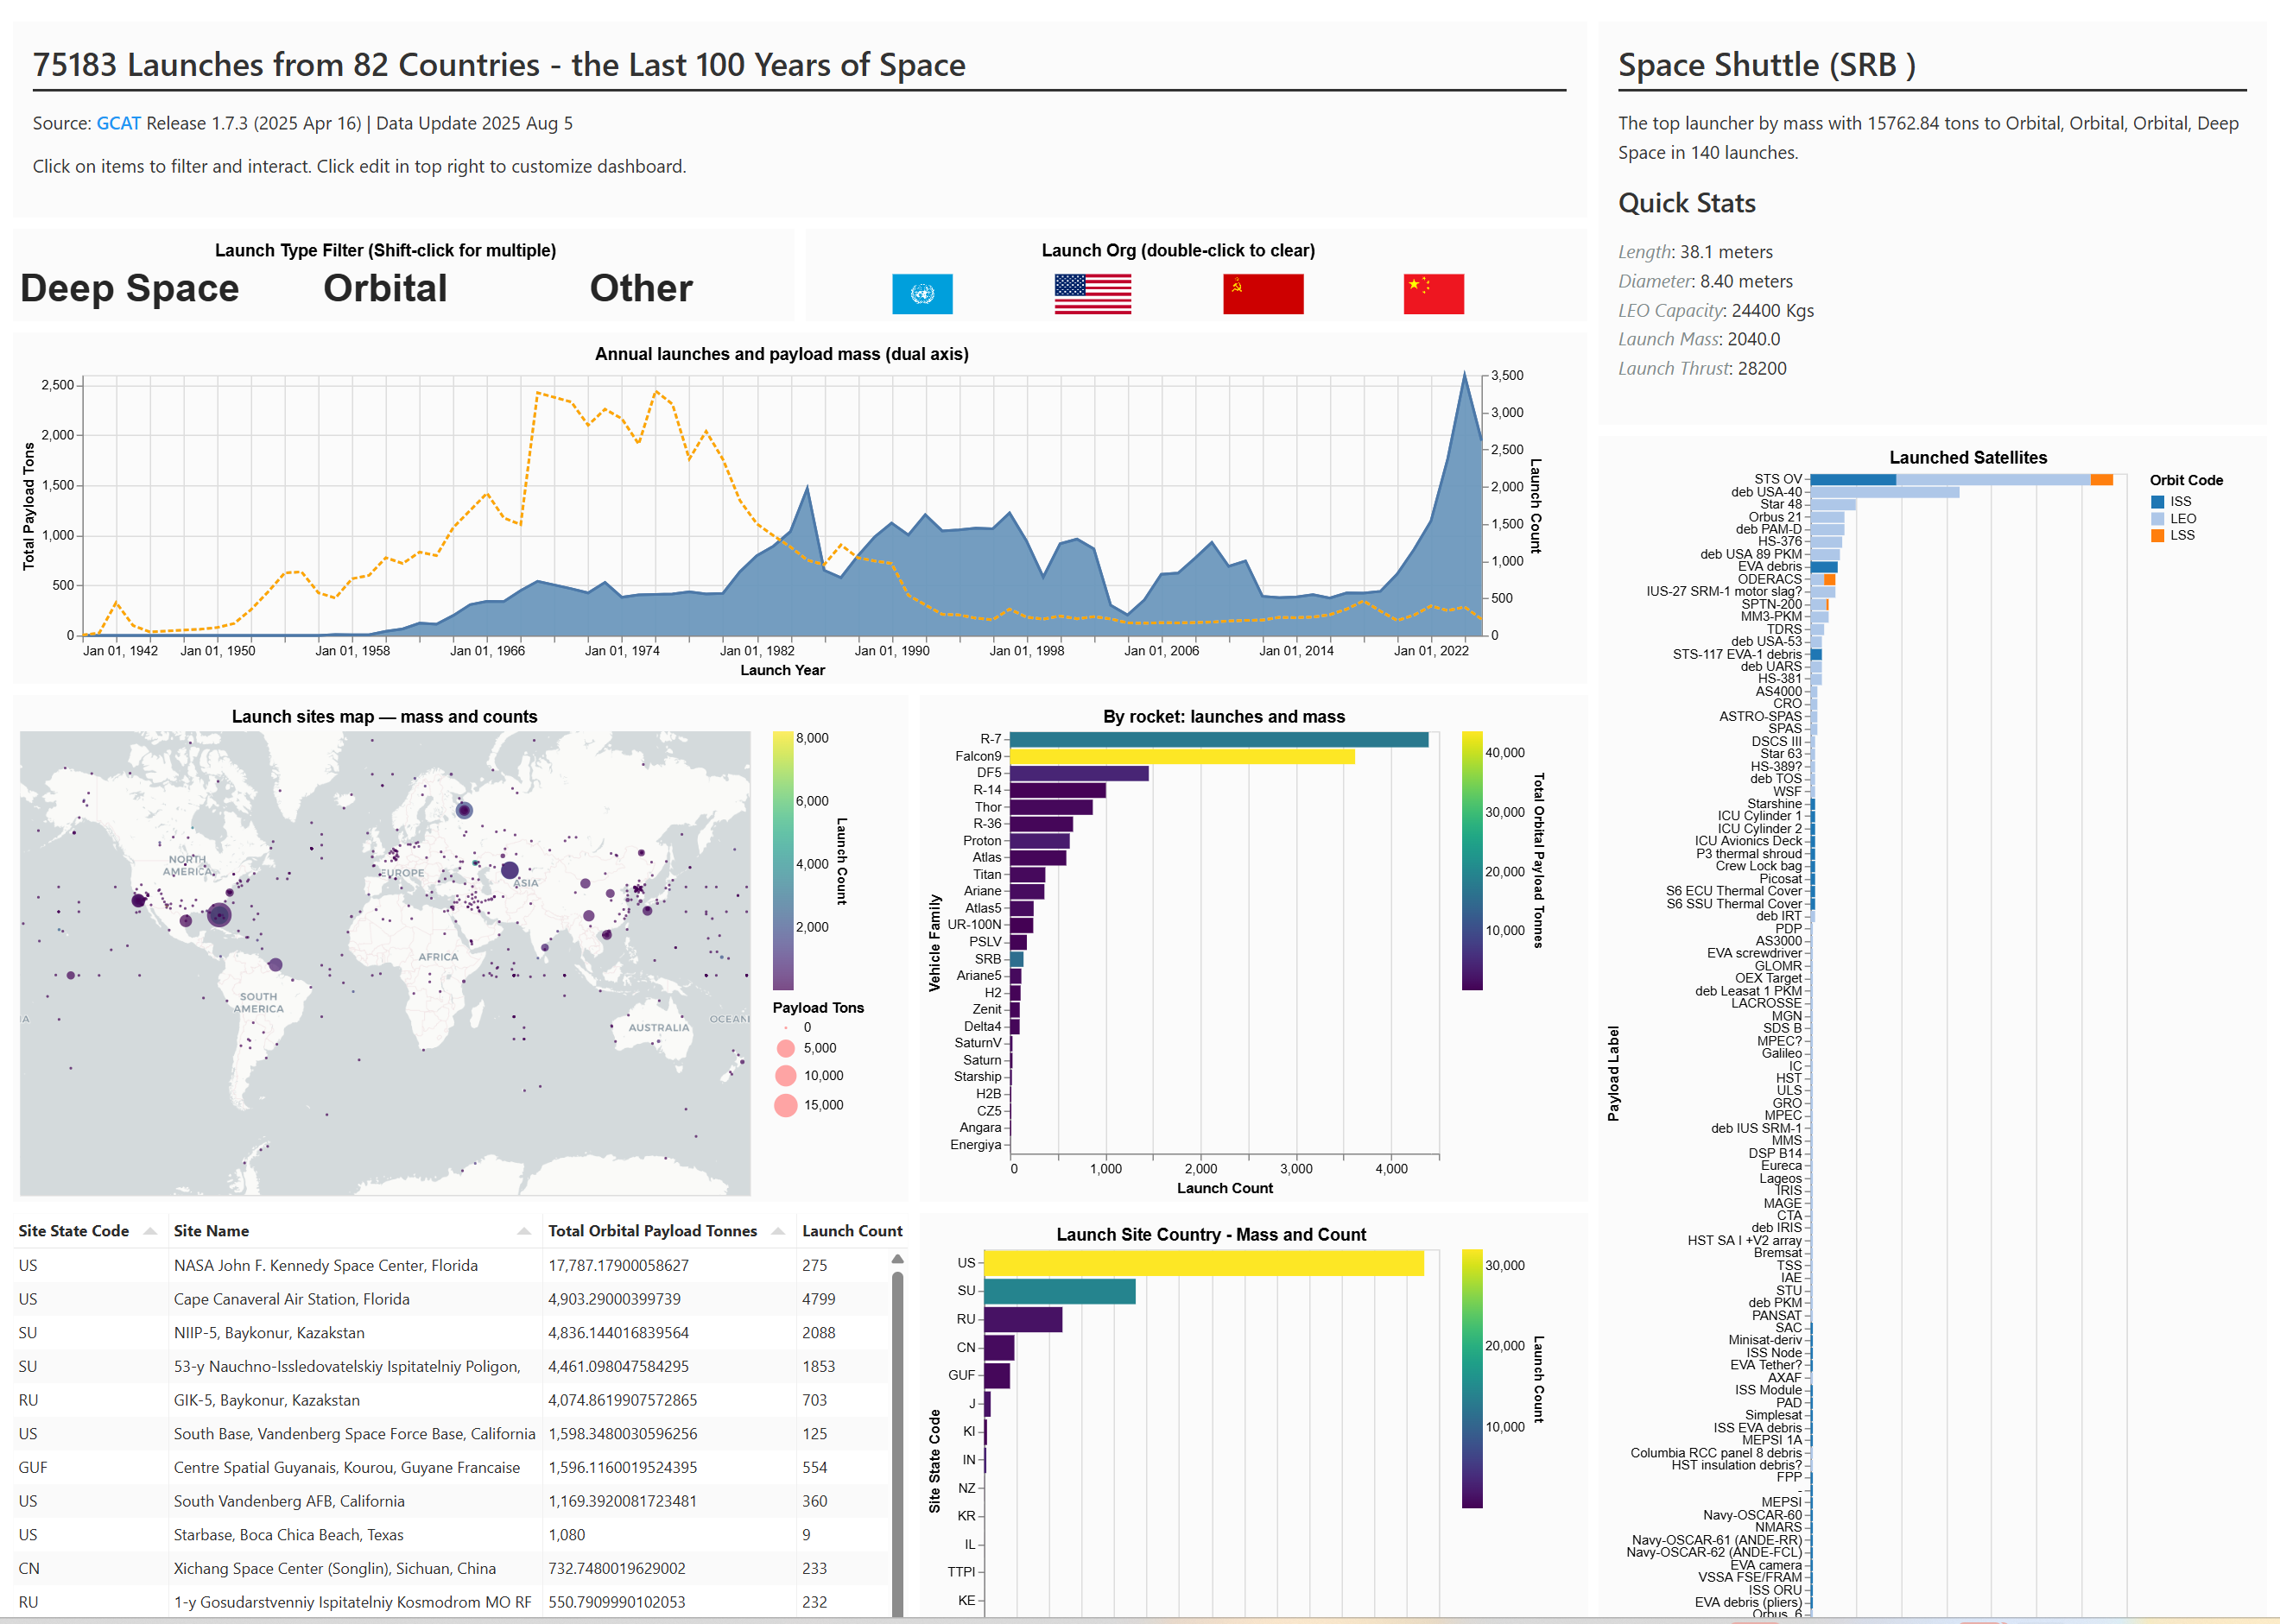 75183 Launches from 82 Countries - the Last 100 Years of Space
Source: GCAT Release 1.7.3 (2025 Apr 16) | Data Update 2025 Aug 5
Click on items to filter and interact. Click edit in top right to customize dashboard.
Launch Type Filter (Shift-click for multiple)
Deep Space Orbital Other
Launch Org (double-click to clear)
Annual launches and payload mass (dual axis)
Total Payload Tons
2,500
2,000
1,500
1,000
500
0
3,500
3,000
2,500
2,000
1,500
1,000
500
0
Launch Count
Jan 01, 1942 Jan 01, 1950 Jan 01, 1958 Jan 01, 1966 Jan 01, 1974 Jan 01, 1982 Jan 01, 1990 Jan 01, 1998 Jan 01, 2006 Jan 01, 2014 Jan 01, 2022
Launch Year
Launch sites map — mass and counts
NORTH
AMERICA
EUROPE
ASIA
AFRICA
SOUTH
AMERICA
AUSTRALIA
OCEANI
IA
8,000
6,000
4,000
2,000
Launch Count
Payload Tons
0
5,000
10,000
15,000
By rocket: launches and mass
Vehicle Family
R-7
Falcon9
DF5
R-14
Thor
R-36
Proton
Atlas
Titan
Ariane
Atlas5
UR-100N
PSLV
SRB
Ariane5
H2
Zenit
Delta4
SaturnV
Saturn
Starship
H2B
CZ5
Angara
Energiya
0 1,000 2,000 3,000 4,000
Launch Count
40,000
30,000
20,000
10,000
Total Orbital Payload Tonnes
Site State Code Site Name Total Orbital Payload Tonnes Launch Count
US NASA John F. Kennedy Space Center, Florida 17,787.17900058627 275
US Cape Canaveral Air Station, Florida 4,903.29000399739 4799
SU NIIP-5, Baykonur, Kazakstan 4,836.144016839564 2088
SU 53-y Nauchno-Issledovatelskiy Ispitatelniy Poligon, 4,461.098047584295 1853
RU GIK-5, Baykonur, Kazakstan 4,074.8619907572865 703
US South Base, Vandenberg Space Force Base, California 1,598.3480030596256 125
GUF Centre Spatial Guyanais, Kourou, Guyane Francaise 1,596.1160019524395 554
US South Vandenberg AFB, California 1,169.3920081723481 360
US Starbase, Boca Chica Beach, Texas 1,080 9
CN Xichang Space Center (Songlin), Sichuan, China 732.7480019629002 233
RU 1-y Gosudarstvenniy Ispitatelniy Kosmodrom MO RF 550.7909990102053 232
Launch Site Country - Mass and Count
Site State Code
US
SU
RU
CN
GUF
J
KI
IN
NZ
KR
IL
TTPI
KE
30,000
20,000
10,000
Launch Count
Space Shuttle (SRB )
The top launcher by mass with 15762.84 tons to Orbital, Orbital, Orbital, Deep
Space in 140 launches.
Quick Stats
Length: 38.1 meters
Diameter: 8.40 meters
LEO Capacity: 24400 Kgs
Launch Mass: 2040.0
Launch Thrust: 28200
Launched Satellites
Payload Label
STS OV
deb USA-40
Star 48
Orbus 21
deb PAM-D
HS-376
deb USA 89 PKM
EVA debris
ODERACS
IUS-27 SRM-1 motor slag?
SPTN-200
MM3-PKM
TDRS
deb USA-53
STS-117 EVA-1 debris
deb UARS
HS-381
AS4000
CRO
ASTRO-SPAS
SPAS
DSCS III
Star 63
HS-389?
deb TOS
WSF
Starshine
ICU Cylinder 1
ICU Cylinder 2
ICU Avionics Deck
P3 thermal shroud
Crew Lock bag
Picosat
S6 ECU Thermal Cover
S6 SSU Thermal Cover
deb IRT
PDP
AS3000
EVA screwdriver
GLOMR
OEX Target
deb Leasat 1 PKM
LACROSSE
MGN
SDS B
MPEC?
Galileo
IC
HST
ULS
GRO
MPEC
deb IUS SRM-1
MMS
DSP B14
Eureca
Lageos
IRIS
MAGE
CTA
deb IRIS
HST SA I +V2 array
Bremsat
TSS
IAE
STU
deb PKM
PANSAT
SAC
Minisat-deriv
ISS Node
EVA Tether?
AXAF
ISS Module
PAD
Simplesat
ISS EVA debris
MEPSI 1A
Columbia RCC panel 8 debris
HST insulation debris?
FPP
-
MEPSI
Navy-OSCAR-60
NMARS
Navy-OSCAR-61 (ANDE-RR)
Navy-OSCAR-62 (ANDE-FCL)
EVA camera
VSSA FSE/FRAM
ISS ORU
EVA debris (pliers)
Orbus 6
Orbit Code
ISS
LEO
LSS